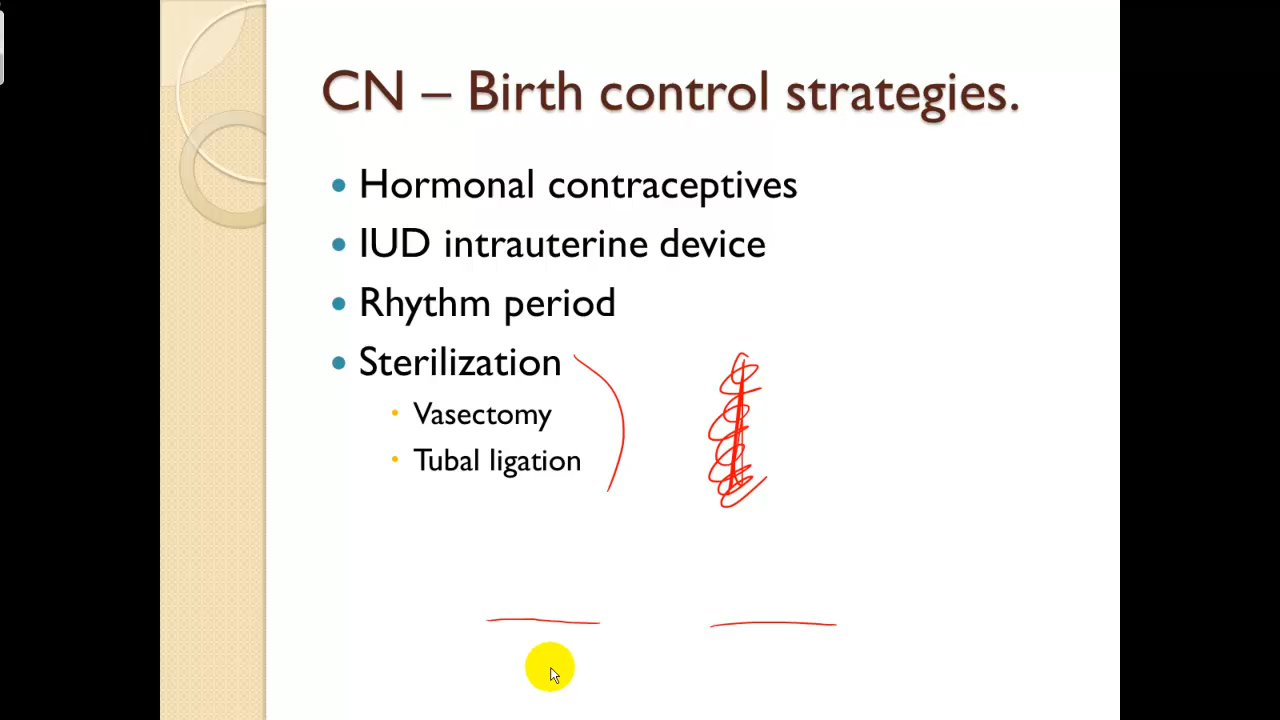 CN – Birth control strategies.
Hormonal contraceptives
IUD intrauterine device
Rhythm period
Sterilization
Vasectomy
Tubal ligation